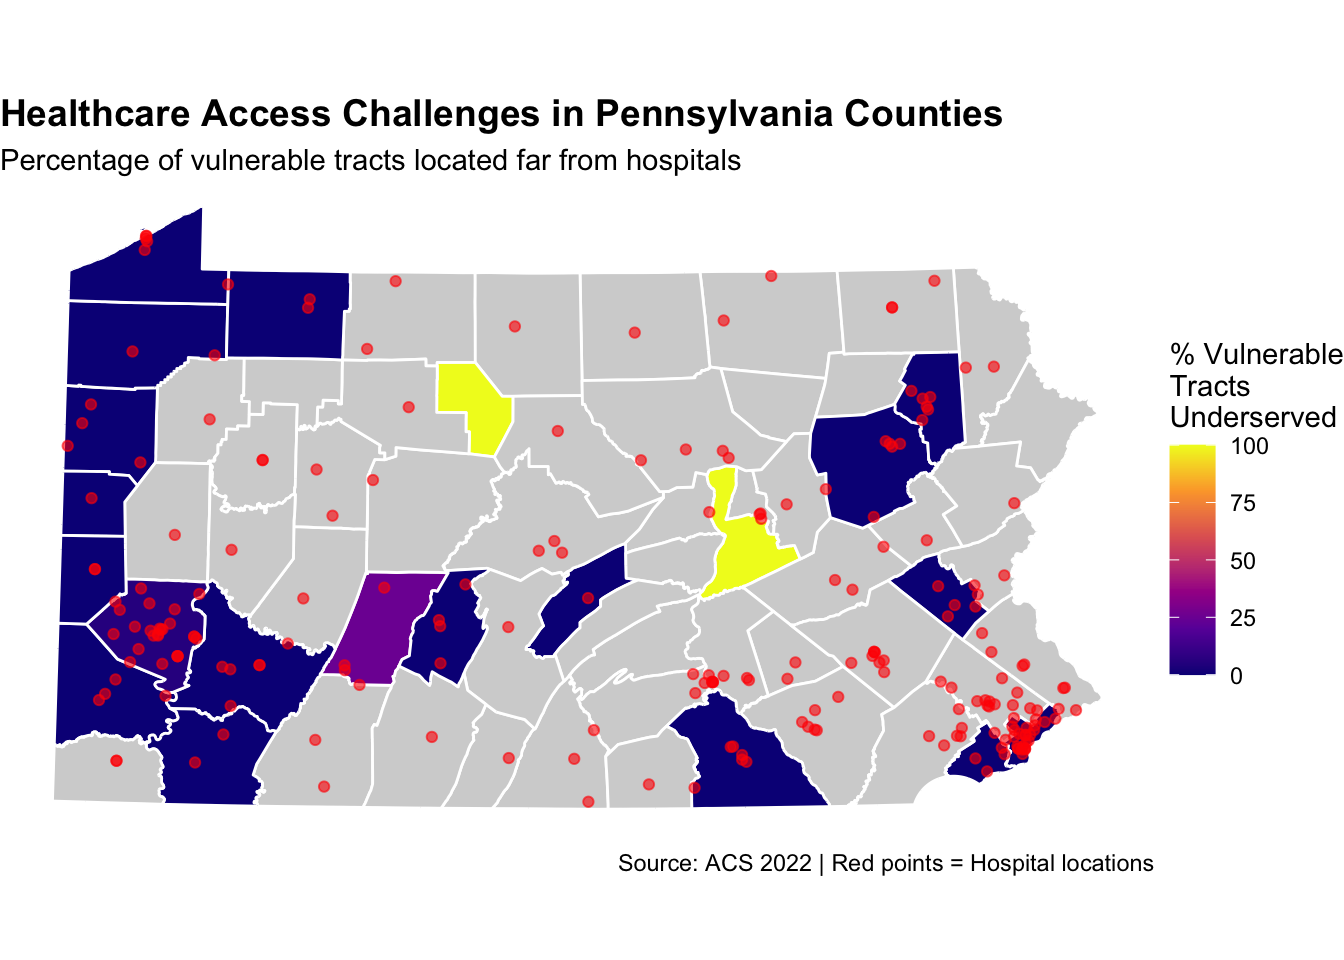 Healthcare Access Challenges in Pennsylvania Counties
Percentage of vulnerable tracts located far from hospitals
% Vulnerable
Tracts
Underserved
100
75
50
25
0
Source: ACS 2022 | Red points = Hospital locations